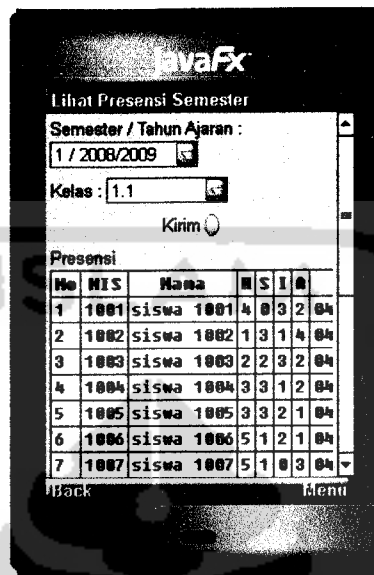 JavaFx
Lihat Presensi Semester
Semester / Tahun Ajaran :
1 / 2008/2009
Kelas : 1.1
Kirim
Presensi
No NIS Nama H S I A
1 1001 siswa 1001 4 0 3 2 04
2 1002 siswa 1002 1 3 1 4 04
3 1003 siswa 1003 2 2 3 2 04
4 1004 siswa 1004 3 3 1 2 04
5 1005 siswa 1005 3 3 2 1 04
6 1006 siswa 1006 5 1 2 1 04
7 1007 siswa 1007 5 1 0 3 04
Back Menu